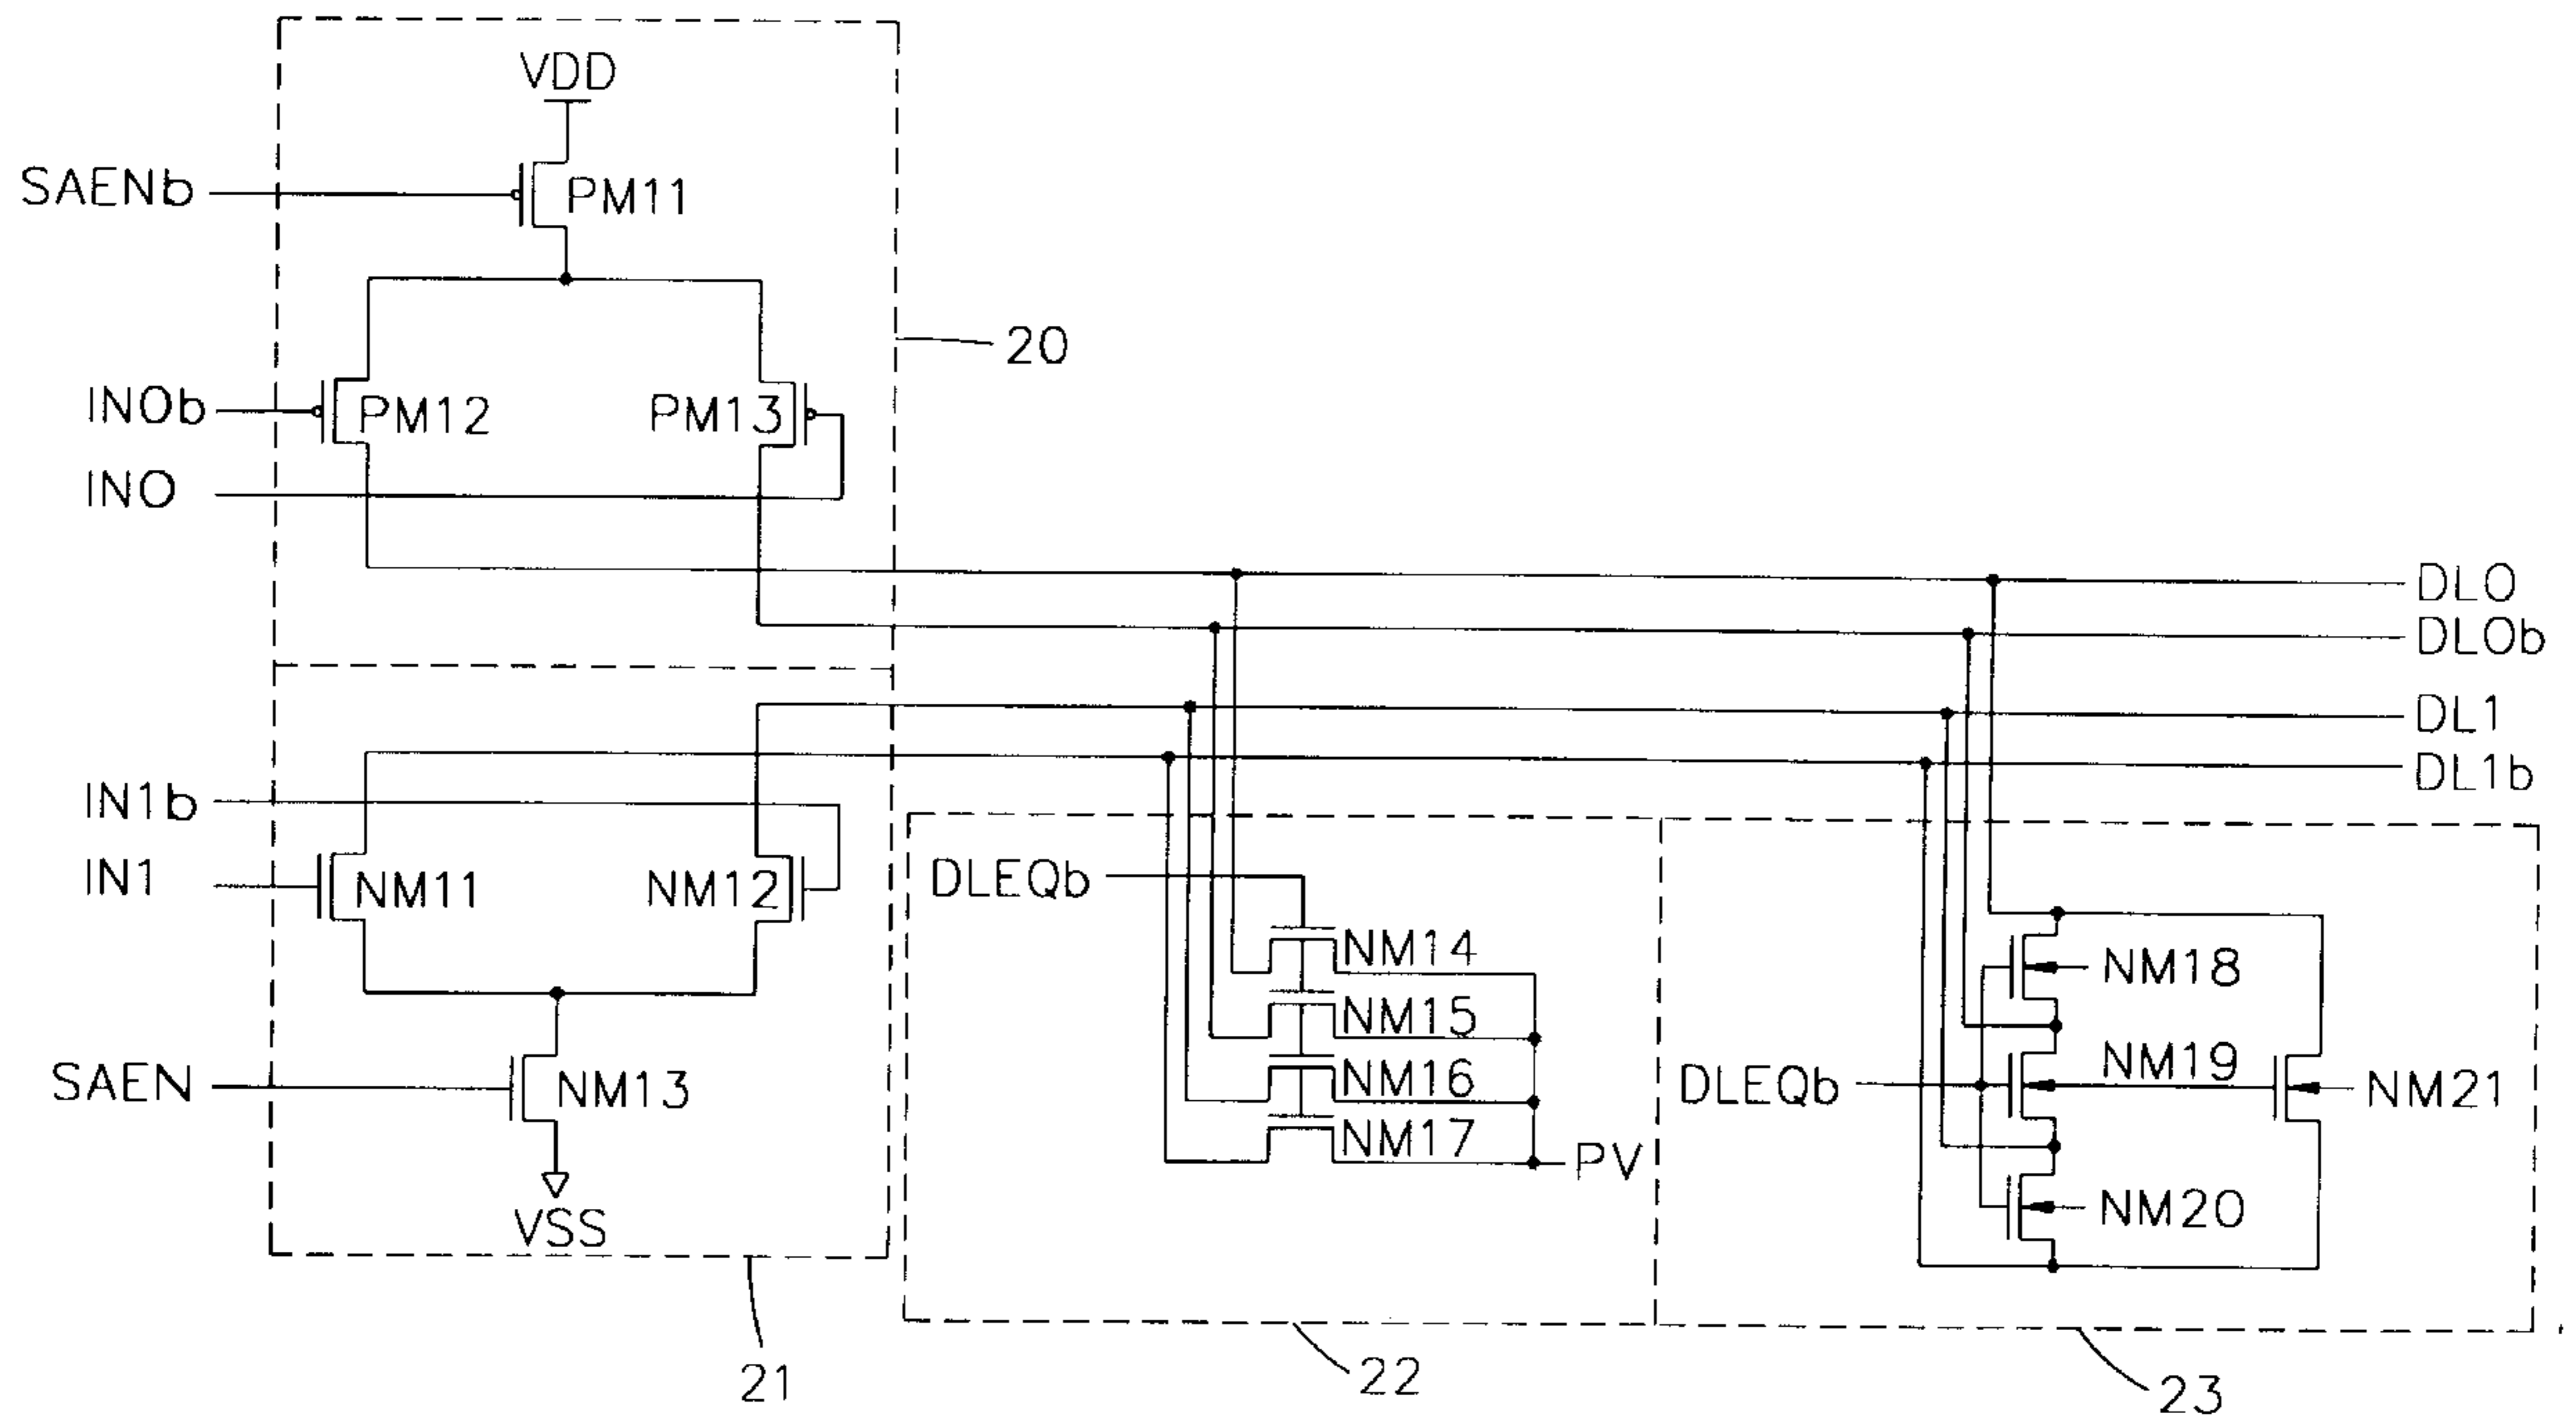 VDD
SAENb
PM11
20
IN0b
PM12
PM13
IN0
DL0
DL0b
DL1
DL1b
IN1b
IN1
NM11
NM12
DLEQb
NM14
NM15
NM16
NM17
PV
NM18
NM19
DLEQb
NM21
NM20
SAEN
NM13
VSS
21
22
23